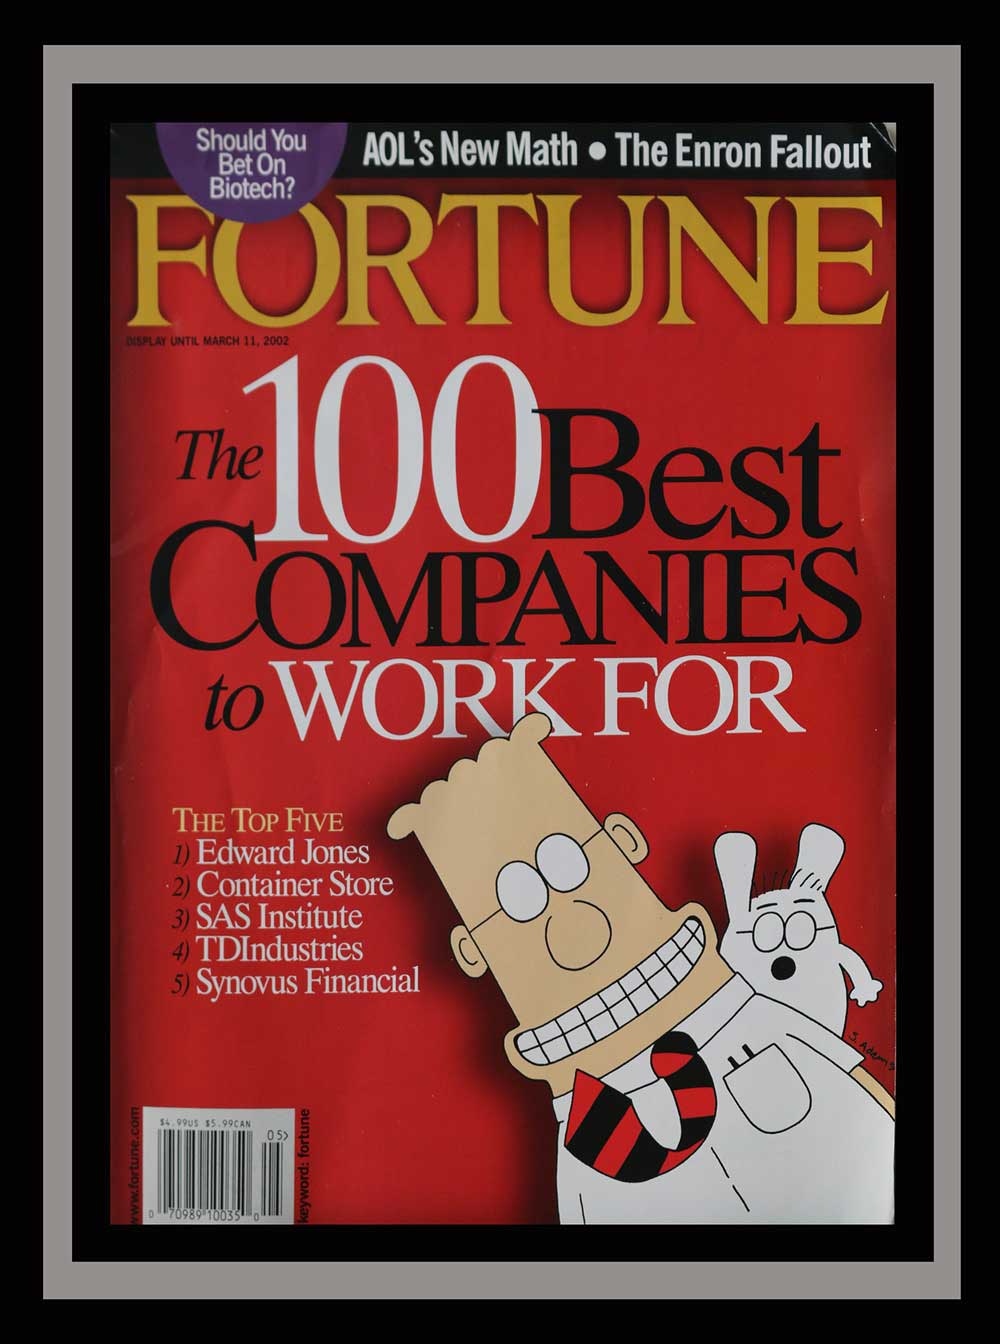 Should You
Bet On
Biotech?
AOL's New Math • The Enron Fallout
FORTUNE
DISPLAY UNTIL MARCH 11, 2002
The 100 Best
COMPANIES
to WORK FOR
THE TOP FIVE
1) Edward Jones
2) Container Store
3) SAS Institute
4) TDIndustries
5) Synovus Financial
S. Adams
www.fortune.com
$4.99US $5.99CAN
05>
0 70989 10035 0
keyword: fortune